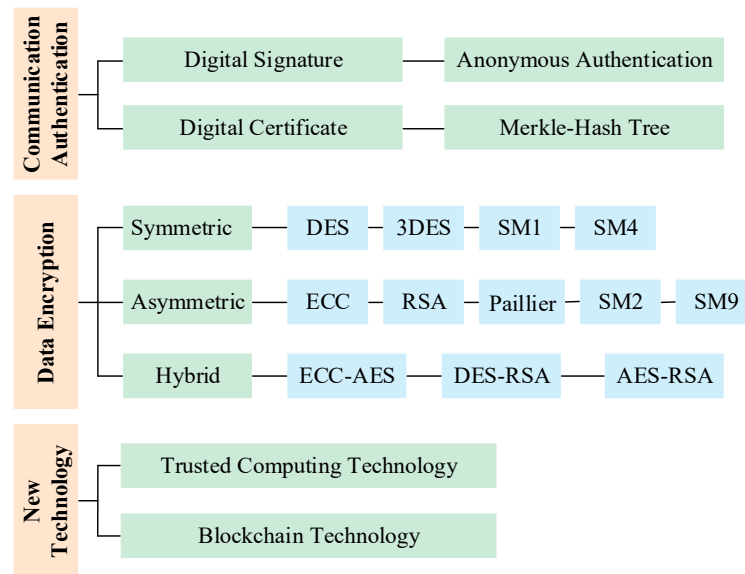 Communication
Authentication
Digital Signature
Anonymous Authentication
Digital Certificate
Merkle-Hash Tree
Data Encryption
Symmetric
DES
3DES
SM1
SM4
Asymmetric
ECC
RSA
Paillier
SM2
SM9
Hybrid
ECC-AES
DES-RSA
AES-RSA
New
Technology
Trusted Computing Technology
Blockchain Technology